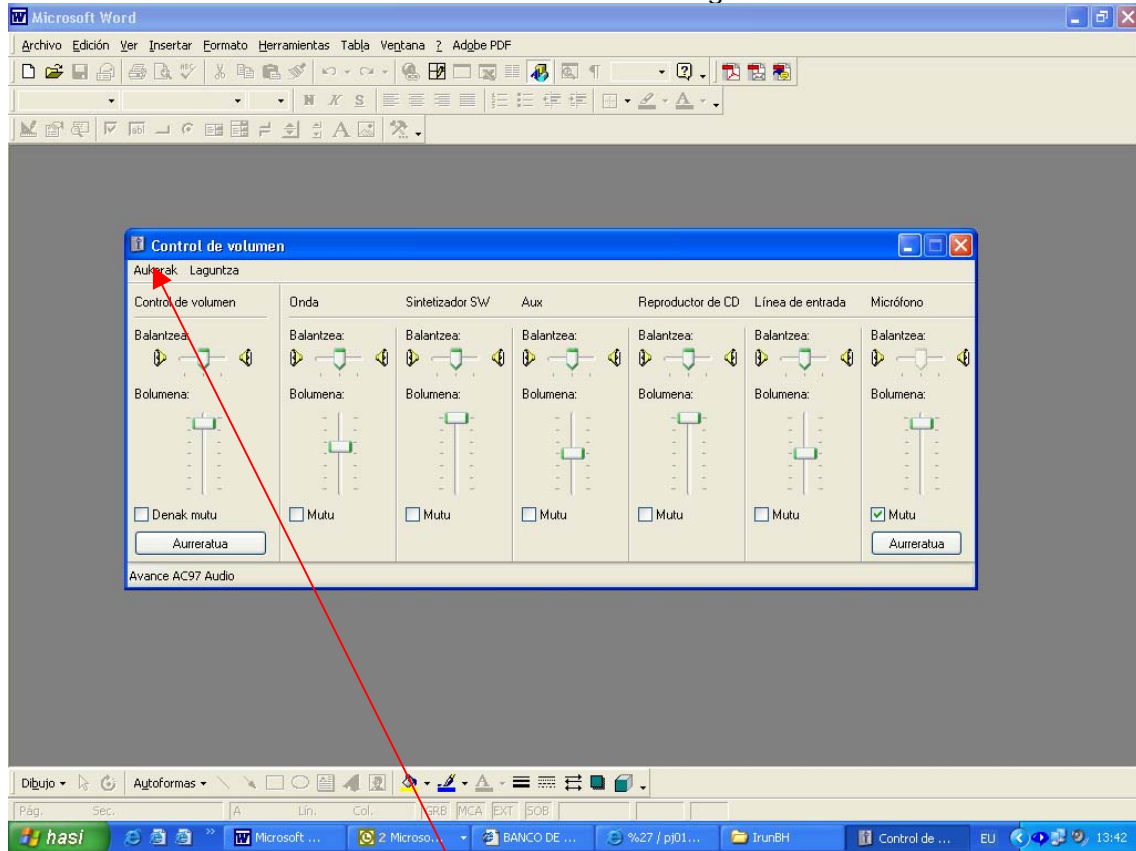 Microsoft Word
Archivo Edición Ver Insertar Formato Herramientas Tabla Ventana ? Adobe PDF
N K S
abl A
Control de volumen
Aukerak Laguntza
Control de volumen Onda Sintetizador SW Aux Reproductor de CD Línea de entrada Micrófono
Balantzea: Balantzea: Balantzea: Balantzea: Balantzea: Balantzea: Balantzea:
Bolumena: Bolumena: Bolumena: Bolumena: Bolumena: Bolumena: Bolumena:
Denak mutu Mutu Mutu Mutu Mutu Mutu Mutu
Aurreratua Aurreratua
Avance AC97 Audio
Dibujo Autoformas
Pág. Sec. A Lín. Col. GRB MCA EXT SOB
hasi Microsoft ... 2 Microso... BANCO DE ... %27 / pj01... IrunBH Control de ... EU 13:42